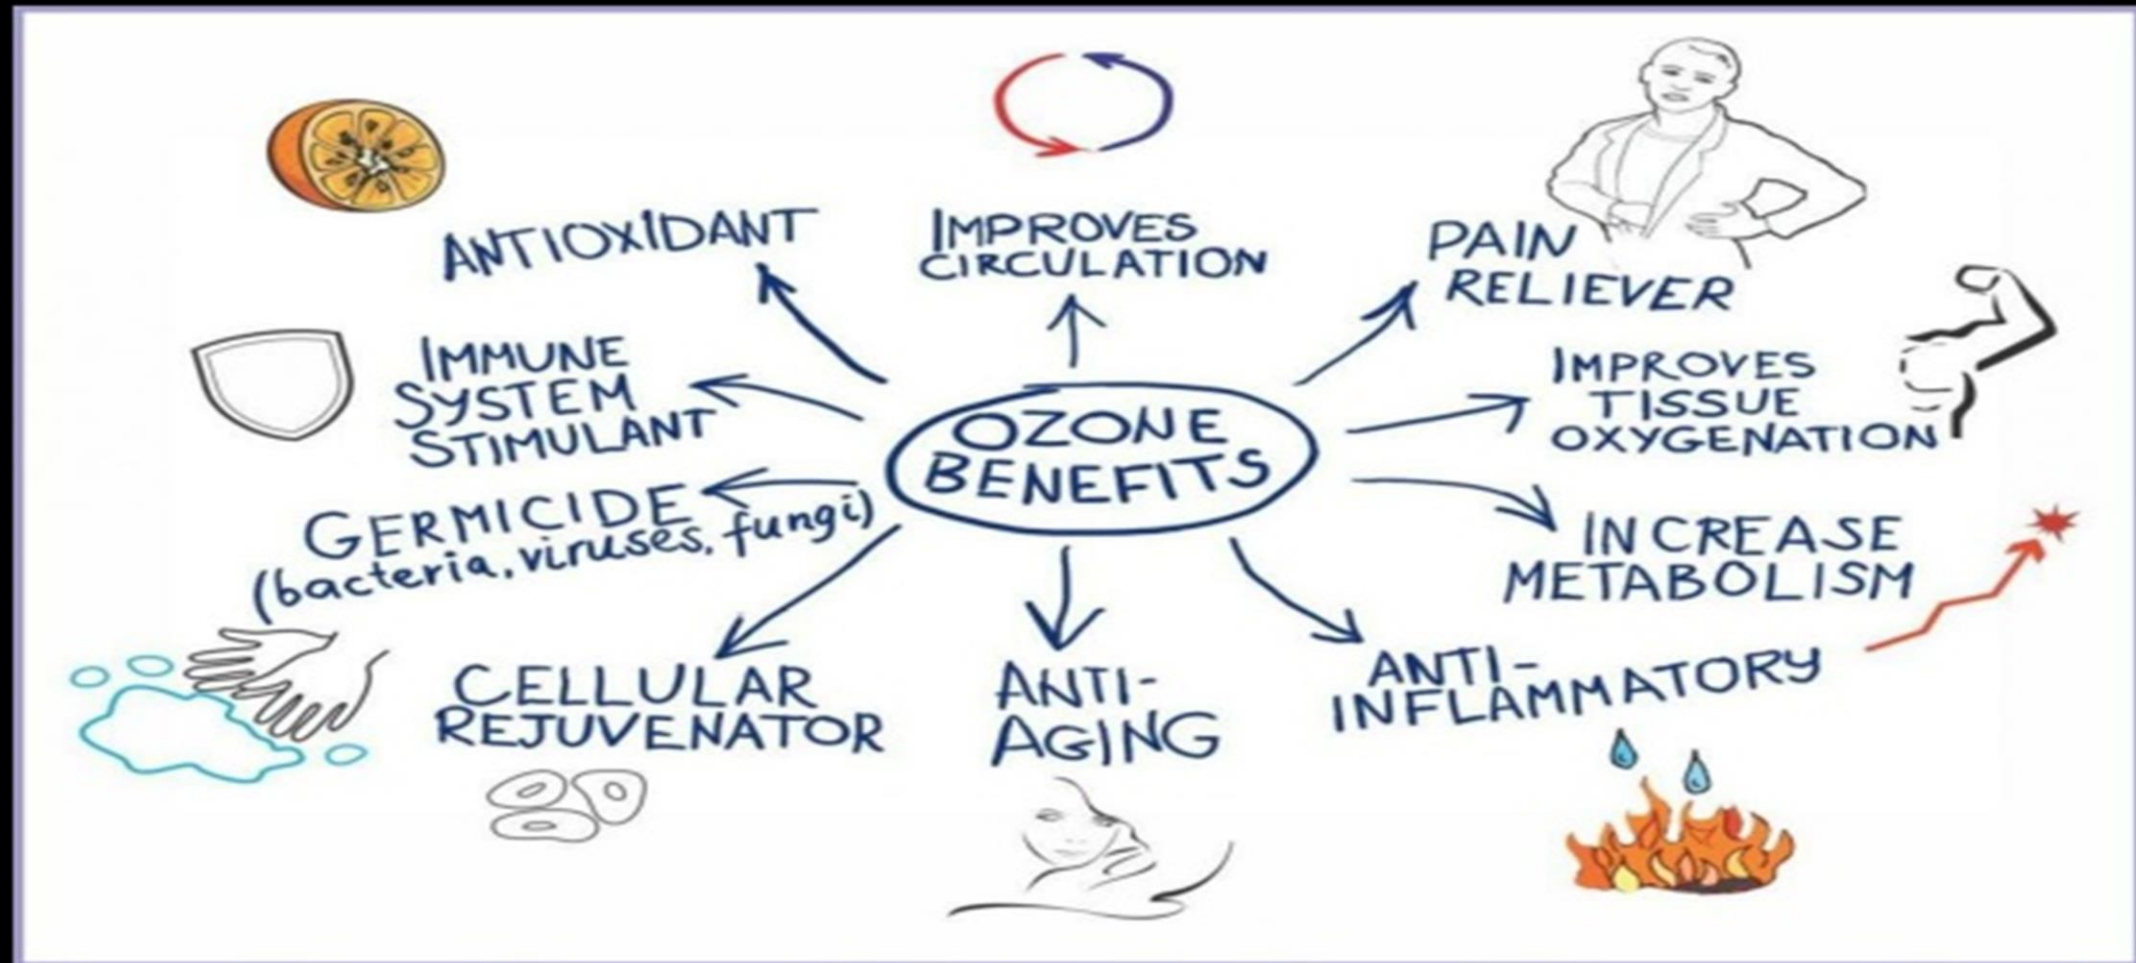 OZONE
BENEFITS
ANTIOXIDANT
IMPROVES
CIRCULATION
PAIN
RELIEVER
IMPROVES
TISSUE
OXYGENATION
INCREASE
METABOLISM
ANTI-
INFLAMMATORY
ANTI-
AGING
CELLULAR
REJUVENATOR
GERMICIDE
(bacteria, viruses, fungi)
IMMUNE
SYSTEM
STIMULANT